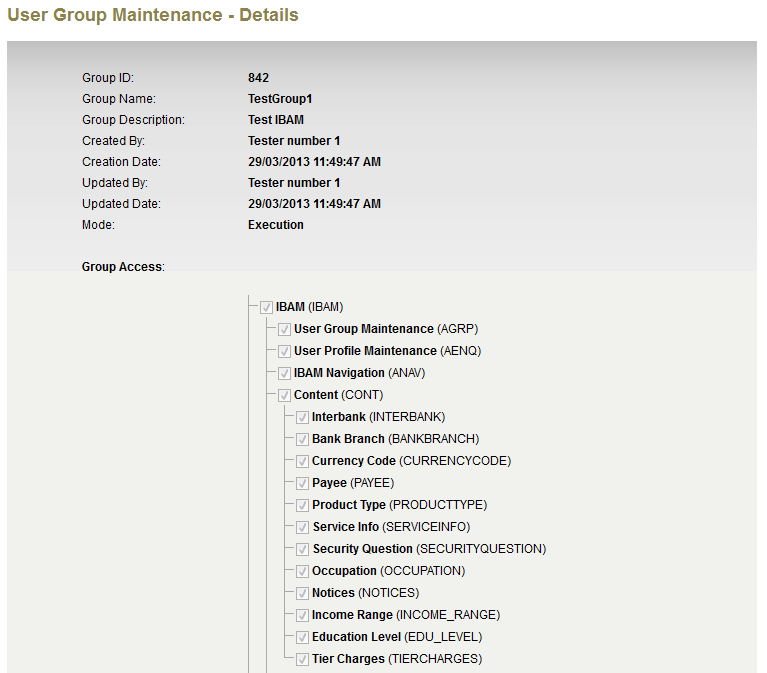 User Group Maintenance - Details
Group ID: 842
Group Name: TestGroup1
Group Description: Test IBAM
Created By: Tester number 1
Creation Date: 29/03/2013 11:49:47 AM
Updated By: Tester number 1
Updated Date: 29/03/2013 11:49:47 AM
Mode: Execution
Group Access:
IBAM (IBAM)
User Group Maintenance (AGRP)
User Profile Maintenance (AENQ)
IBAM Navigation (ANAV)
Content (CONT)
Interbank (INTERBANK)
Bank Branch (BANKBRANCH)
Currency Code (CURRENCYCODE)
Payee (PAYEE)
Product Type (PRODUCTTYPE)
Service Info (SERVICEINFO)
Security Question (SECURITYQUESTION)
Occupation (OCCUPATION)
Notices (NOTICES)
Income Range (INCOME_RANGE)
Education Level (EDU_LEVEL)
Tier Charges (TIERCHARGES)